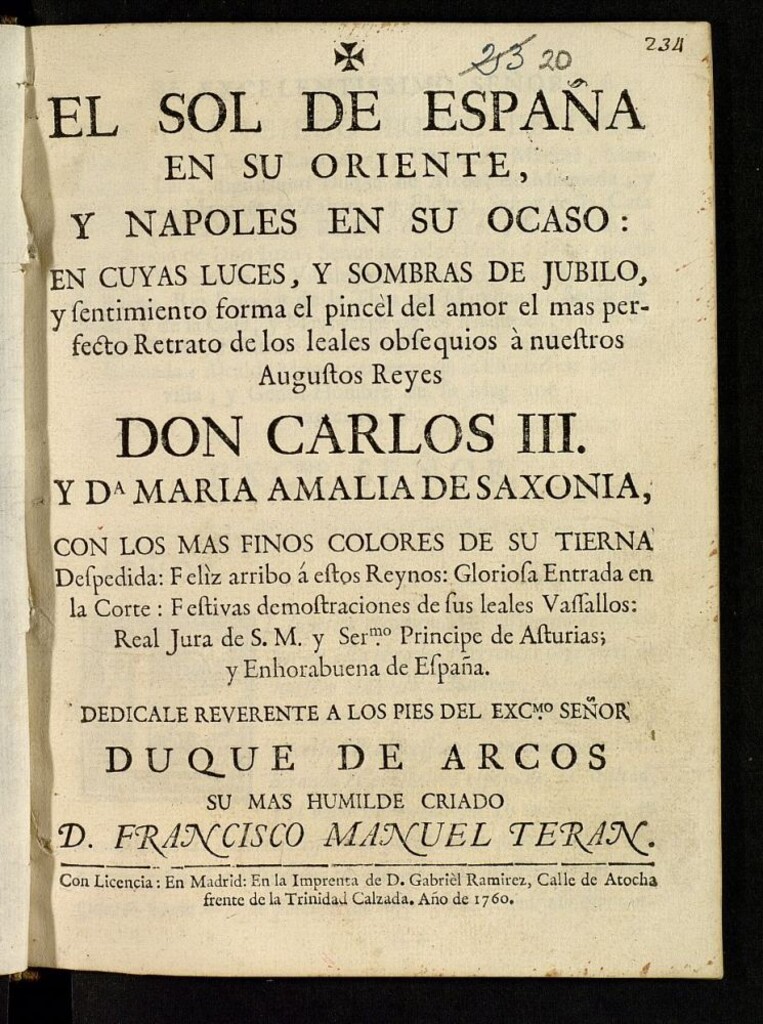 ✠
23 20
234
EL SOL DE ESPAÑA
EN SU ORIENTE,
Y NAPOLES EN SU OCASO:
EN CUYAS LUCES, Y SOMBRAS DE JUBILO,
y ſentimiento forma el pincèl del amor el mas per-
fecto Retrato de los leales obſequios à nueſtros
Auguſtos Reyes
DON CARLOS III.
Y Dᴬ MARIA AMALIA DE SAXONIA,
CON LOS MAS FINOS COLORES DE SU TIERNA
Deſpedida: Felìz arribo á eſtos Reynos: Glorioſa Entrada en
la Corte: Feſtivas demoſtraciones de ſus leales Vaſſallos:
Real Jura de S. M. y Ser.ᵐᵒ Principe de Aſturias;
y Enhorabuena de Eſpaña.
DEDICALE REVERENTE A LOS PIES DEL EXC.ᴹᴼ SEÑOR
DUQUE DE ARCOS
SU MAS HUMILDE CRIADO
D. FRANCISCO MANUEL TERAN.
Con Licencia: En Madrid: En la Imprenta de D. Gabrièl Ramirez, Calle de Atocha
frente de la Trinidad Calzada. Año de 1760.